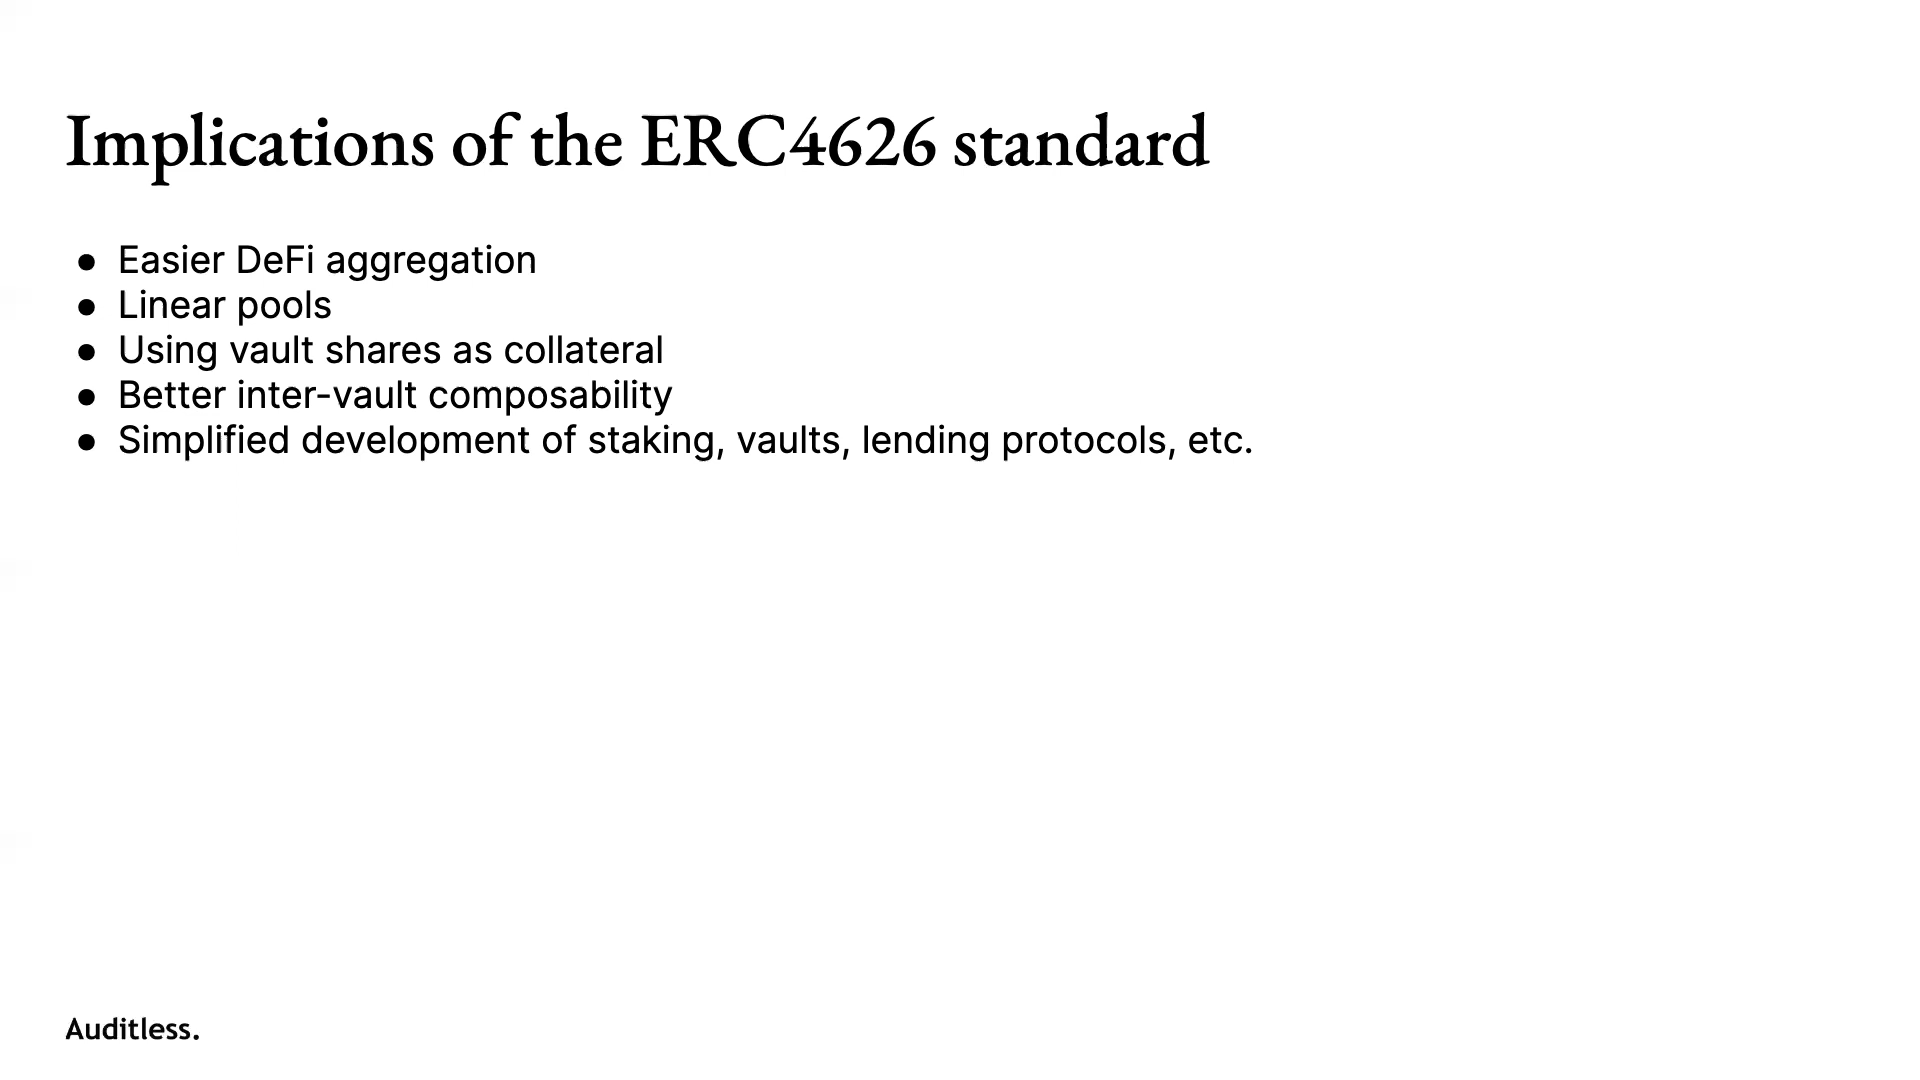 Implications of the ERC4626 standard
● Easier DeFi aggregation
● Linear pools
● Using vault shares as collateral
● Better inter-vault composability
● Simplified development of staking, vaults, lending protocols, etc.
Auditless.